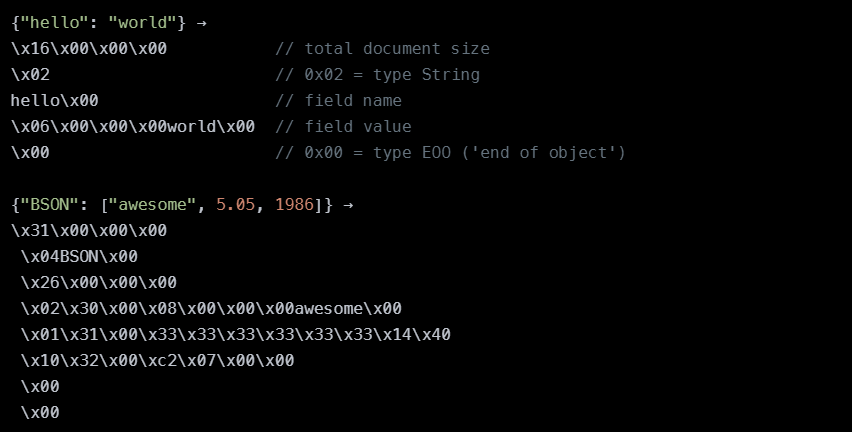 {"hello": "world"} →
\x16\x00\x00\x00           // total document size
\x02                       // 0x02 = type String
hello\x00                  // field name
\x06\x00\x00\x00world\x00  // field value
\x00                       // 0x00 = type EOO ('end of object')

{"BSON": ["awesome", 5.05, 1986]} →
\x31\x00\x00\x00
 \x04BSON\x00
 \x26\x00\x00\x00
 \x02\x30\x00\x08\x00\x00\x00awesome\x00
 \x01\x31\x00\x33\x33\x33\x33\x33\x33\x14\x40
 \x10\x32\x00\xc2\x07\x00\x00
 \x00
 \x00